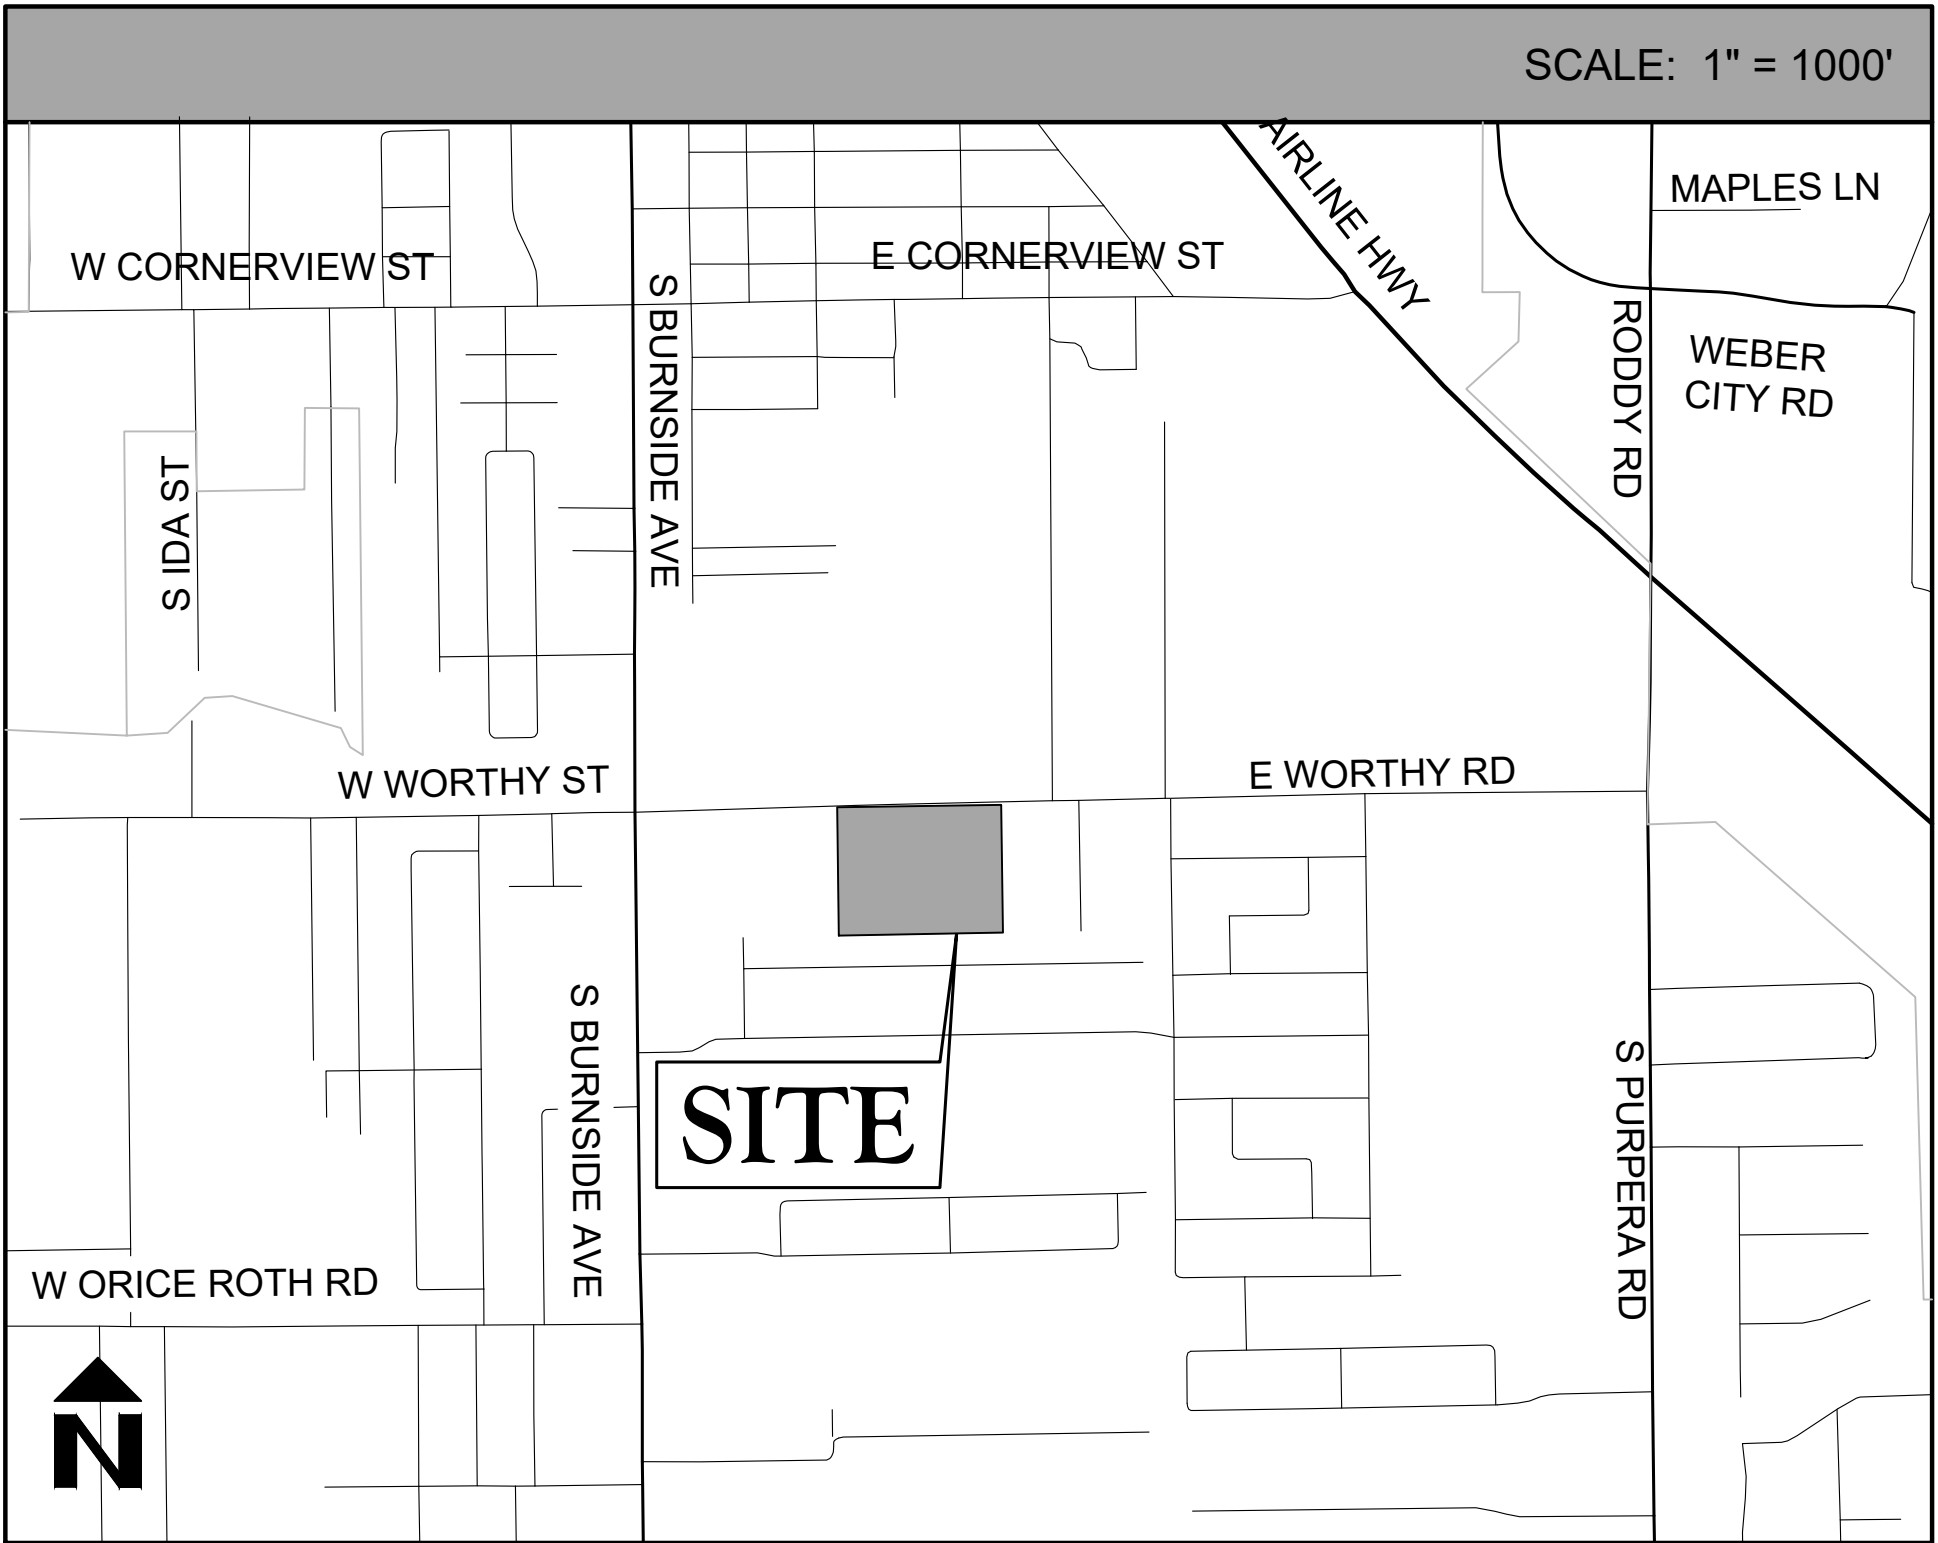 SCALE: 1" = 1000'
AIRLINE HWY
MAPLES LN
W CORNERVIEW ST
E CORNERVIEW ST
S BURNSIDE AVE
RODDY RD
WEBER
CITY RD
S IDA ST
W WORTHY ST
E WORTHY RD
S BURNSIDE AVE
SITE
S PURPERA RD
W ORICE ROTH RD
N